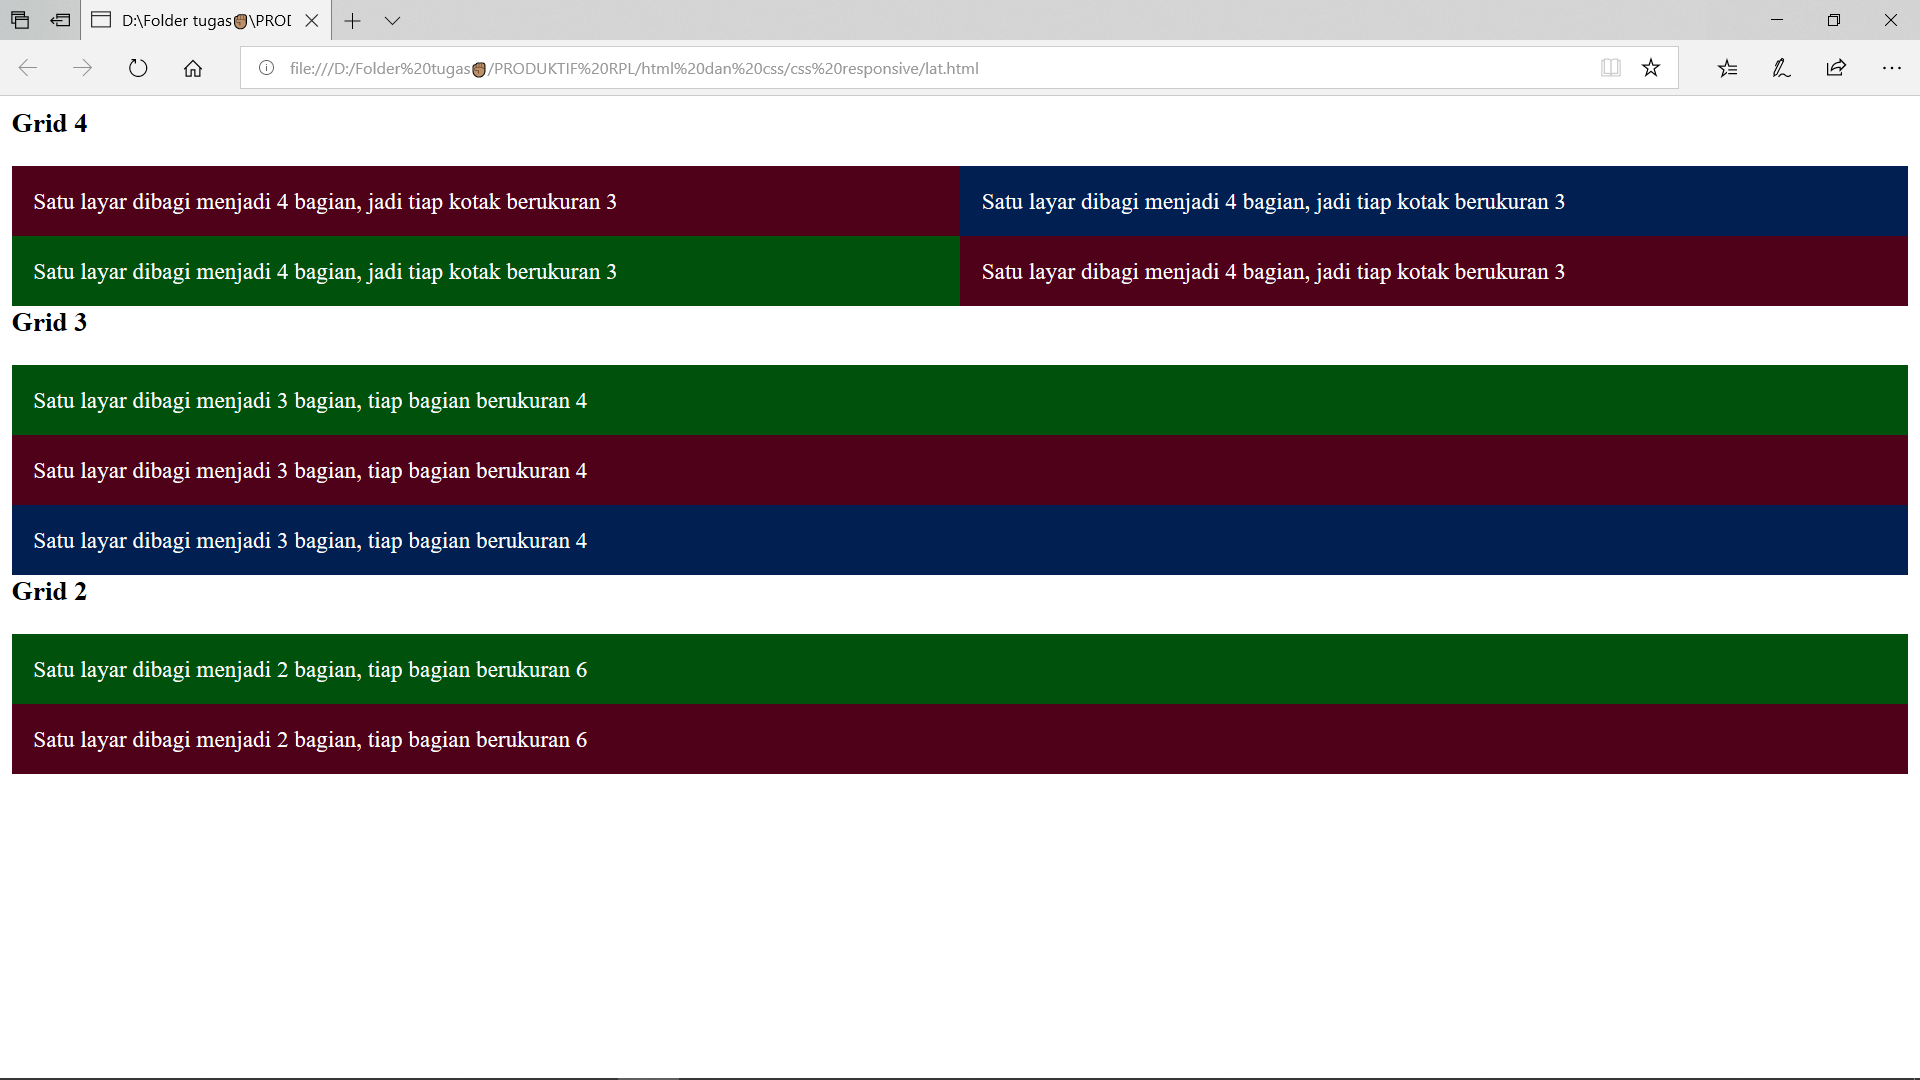 D:\Folder tugas✊🏾\PROD
file:///D:/Folder%20tugas✊🏾/PRODUKTIF%20RPL/html%20dan%20css/css%20responsive/lat.html
Grid 4
Satu layar dibagi menjadi 4 bagian, jadi tiap kotak berukuran 3
Satu layar dibagi menjadi 4 bagian, jadi tiap kotak berukuran 3
Satu layar dibagi menjadi 4 bagian, jadi tiap kotak berukuran 3
Satu layar dibagi menjadi 4 bagian, jadi tiap kotak berukuran 3
Grid 3
Satu layar dibagi menjadi 3 bagian, tiap bagian berukuran 4
Satu layar dibagi menjadi 3 bagian, tiap bagian berukuran 4
Satu layar dibagi menjadi 3 bagian, tiap bagian berukuran 4
Grid 2
Satu layar dibagi menjadi 2 bagian, tiap bagian berukuran 6
Satu layar dibagi menjadi 2 bagian, tiap bagian berukuran 6